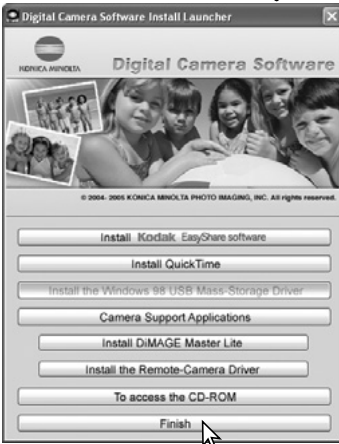 Digital Camera Software Install Launcher
KONICA MINOLTA
Digital Camera Software
© 2004- 2005 KONICA MINOLTA PHOTO IMAGING, INC. All rights reserved.
Install Kodak EasyShare software
Install QuickTime
Install the Windows 98 USB Mass-Storage Driver
Camera Support Applications
Install DiMAGE Master Lite
Install the Remote-Camera Driver
To access the CD-ROM
Finish